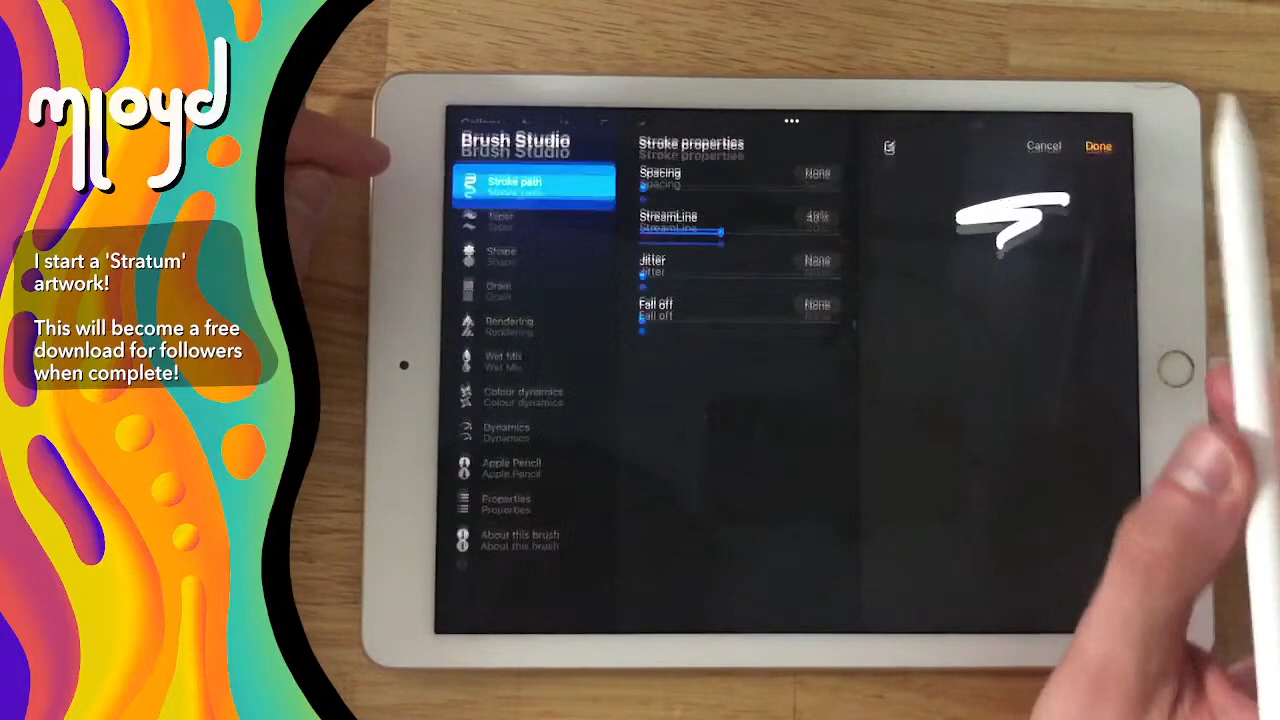 mlloyd
I start a 'Stratum'
artwork!
This will become a free
download for followers
when complete!
Brush Studio
Stroke path
Taper
Shape
Grain
Rendering
Wet Mix
Colour dynamics
Dynamics
Apple Pencil
Properties
About this brush
Stroke properties
Spacing
None
StreamLine
Jitter
None
Fall off
None
Cancel
Done